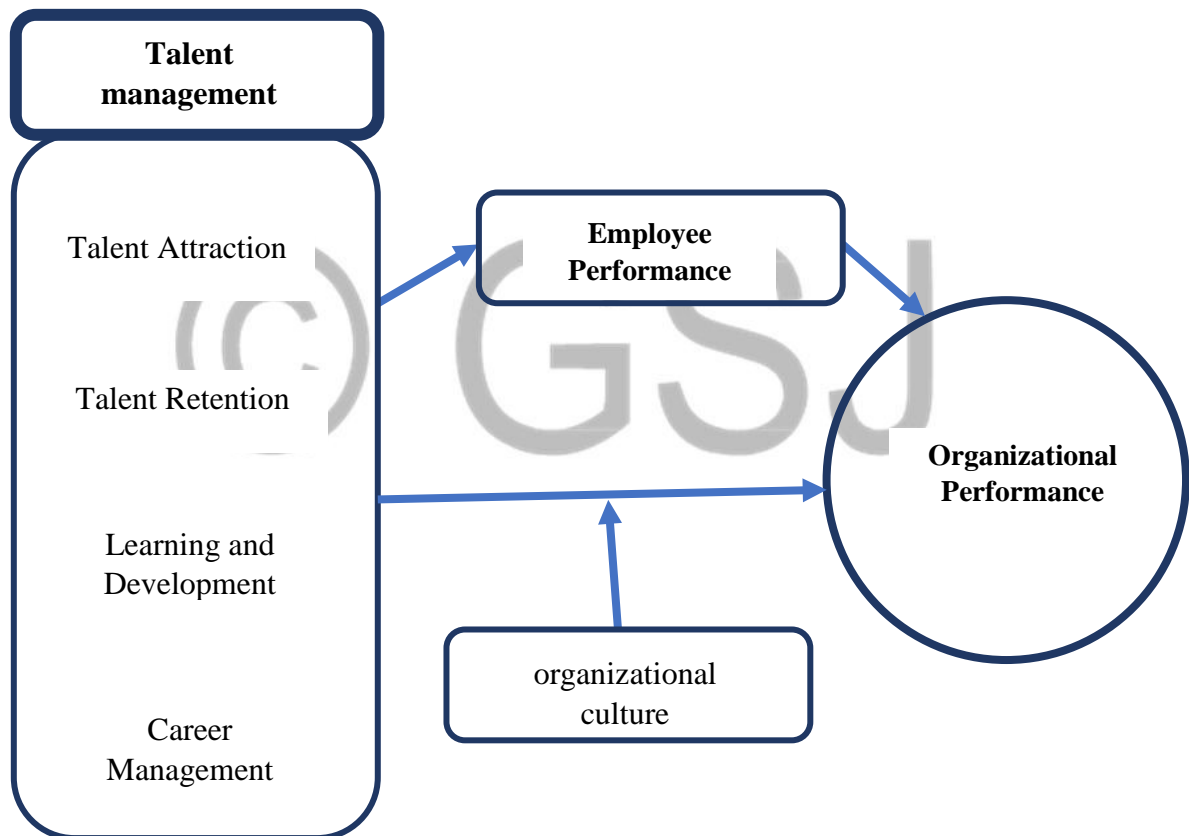 Talent
management
Talent Attraction
Talent Retention
Learning and
Development
Career
Management
Employee
Performance
organizational
culture
Organizational
Performance
(C) GSJ